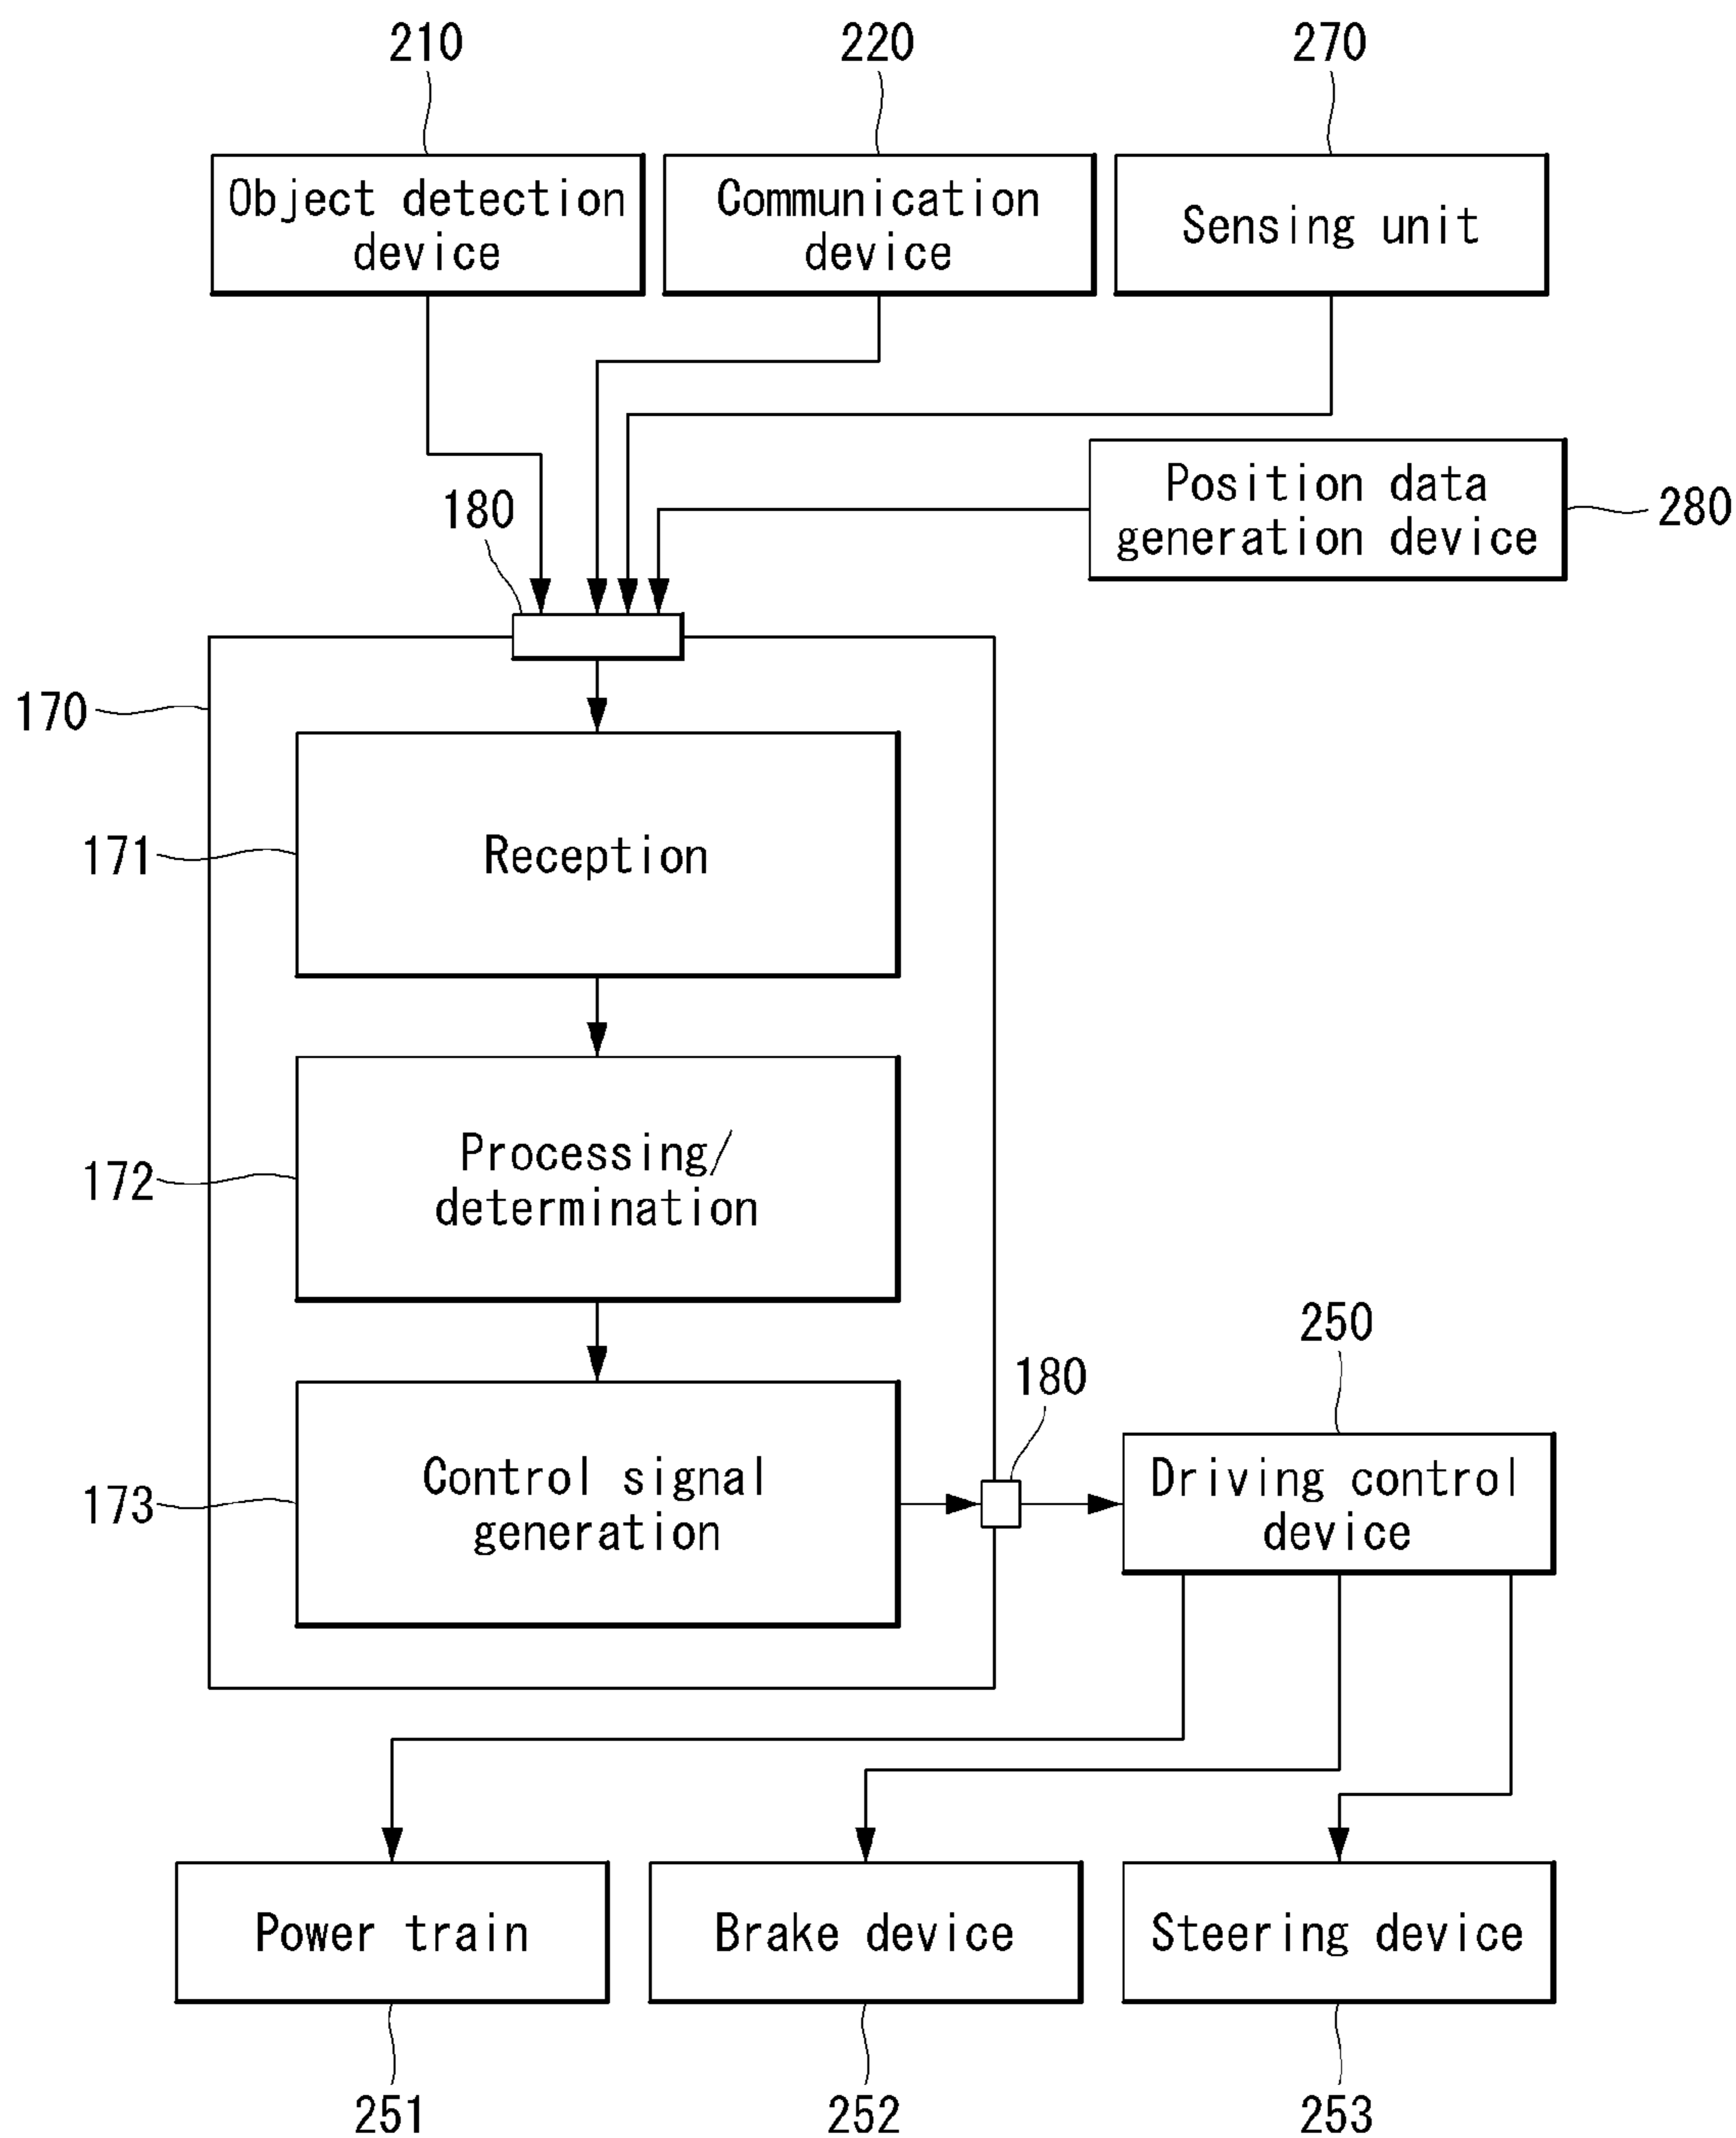 210
220
270
Object detection
device
Communication
device
Sensing unit
Position data
generation device
280
180
170
171
Reception
172
Processing/
determination
250
180
173
Control signal
generation
Driving control
device
Power train
Brake device
Steering device
251
252
253